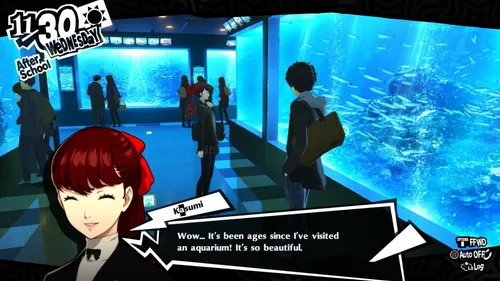 11/30
WEDNESDAY
After School
Kasumi
Wow... It's been ages since I've visited
an aquarium! It's so beautiful.
OPTIONS FFWD
Auto OFF
Log